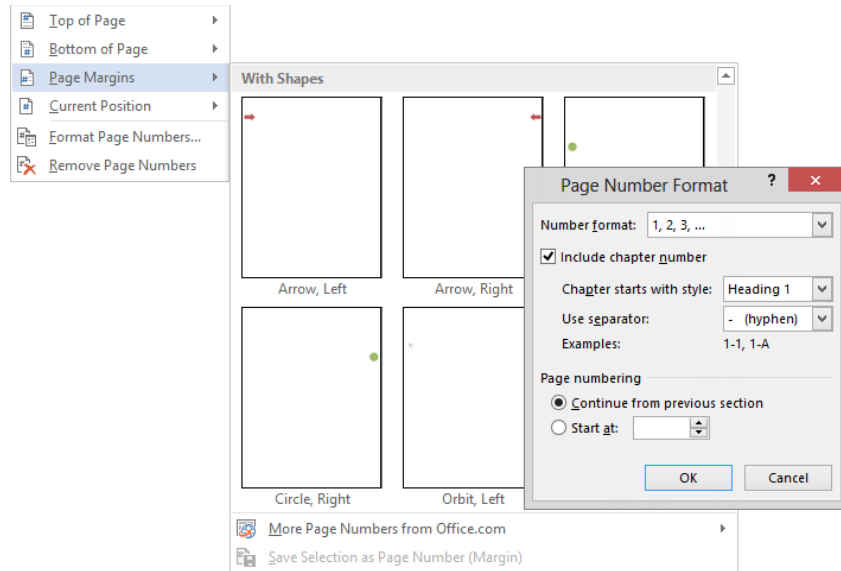 Top of Page
Bottom of Page
Page Margins
Current Position
Format Page Numbers...
Remove Page Numbers
With Shapes
Arrow, Left
Arrow, Right
Circle, Right
Orbit, Left
More Page Numbers from Office.com
Save Selection as Page Number (Margin)
Page Number Format ? ×
Number format: 1, 2, 3, ...
Include chapter number
Chapter starts with style: Heading 1
Use separator: - (hyphen)
Examples: 1-1, 1-A
Page numbering
Continue from previous section
Start at:
OK Cancel